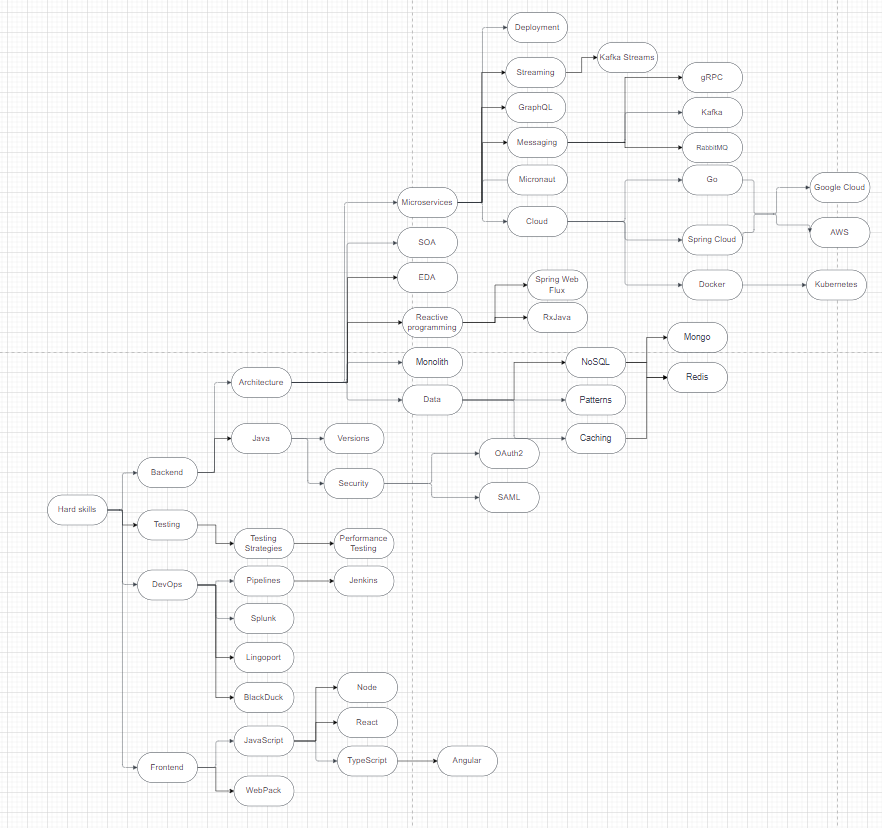 Deployment
Kafka Streams
Streaming
gRPC
GraphQL
Kafka
Messaging
RabbitMQ
Micronaut
Go
Google Cloud
Microservices
Cloud
AWS
SOA
Spring Cloud
EDA
Spring Web
Flux
Docker
Kubernetes
Reactive
programming
RxJava
Mongo
Monolith
NoSQL
Redis
Architecture
Data
Patterns
Java
Versions
Caching
OAuth2
Backend
Security
SAML
Hard skills
Testing
Testing
Strategies
Performance
Testing
DevOps
Pipelines
Jenkins
Splunk
Lingoport
BlackDuck
Node
React
JavaScript
TypeScript
Angular
Frontend
WebPack